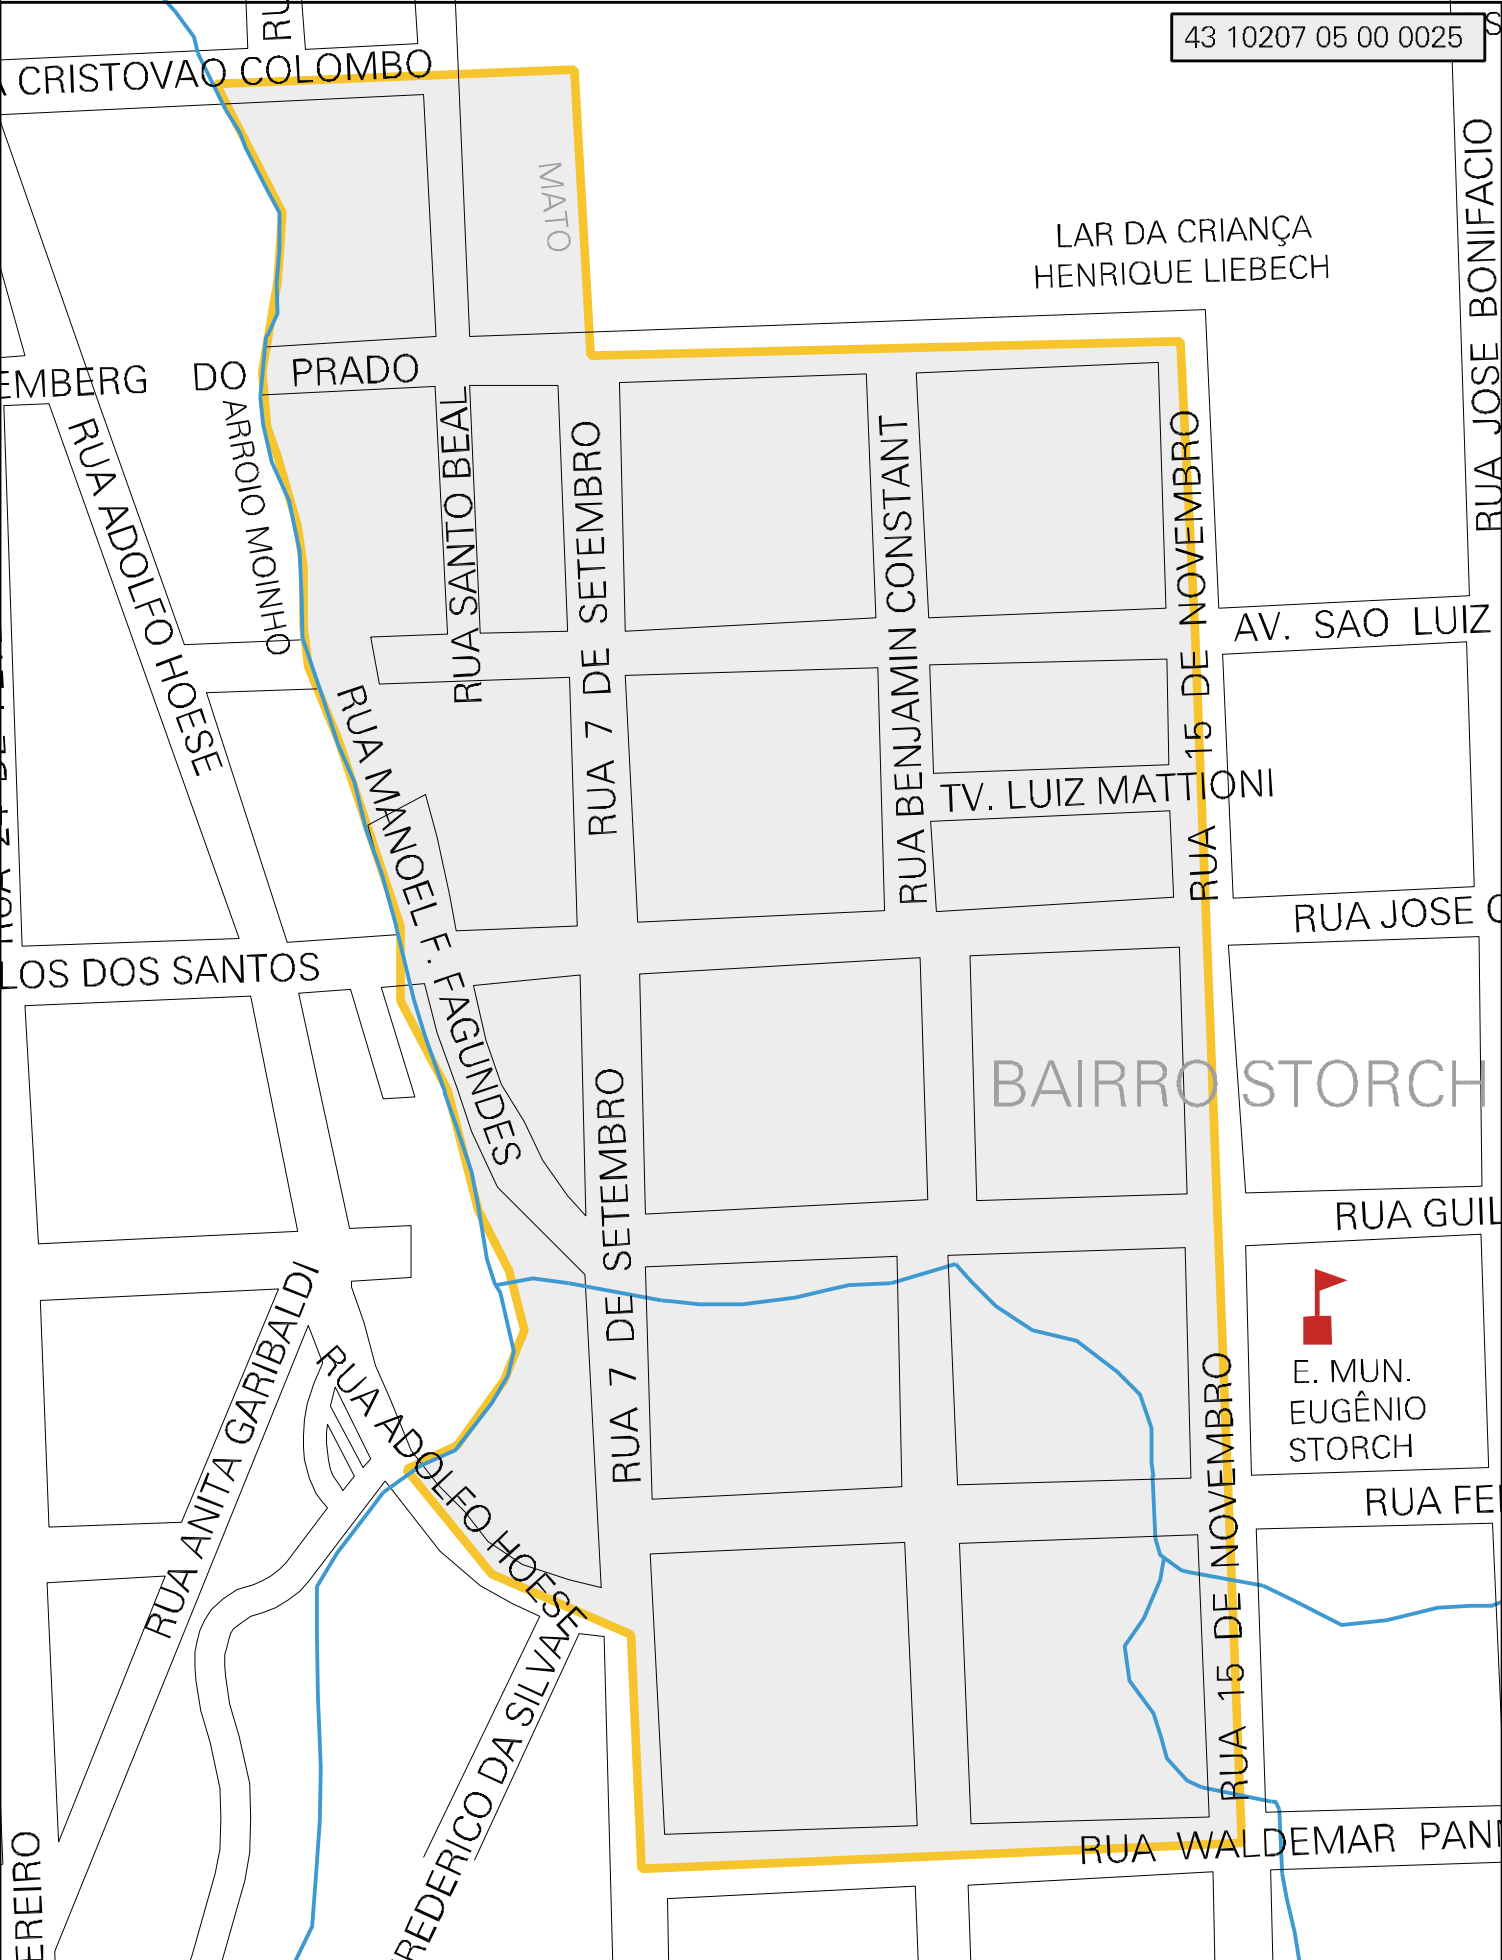 43 10207 05 00 0025
CRISTOVAO COLOMBO
MATO
LAR DA CRIANÇA
HENRIQUE LIEBECH
RUA JOSE BONIFACIO
DO PRADO
ARROIO MOINHO
RUA ADOLFO HOESE
RUA SANTO BEAL
RUA 7 DE SETEMBRO
RUA BENJAMIN CONSTANT
RUA 15 DE NOVEMBRO
AV. SAO LUIZ
RUA MANOEL F. FAGUNDES
TV. LUIZ MATTIONI
RUA JOSE
LOS DOS SANTOS
BAIRRO STORCH
RUA 7 DE SETEMBRO
RUA GUIL
RUA ANITA GARIBALDI
RUA ADOLFO HOESE
E. MUN.
EUGÊNIO
STORCH
RUA 15 DE NOVEMBRO
RUA FE
REDERICO DA SILVA
RUA WALDEMAR PAN
EREIRO